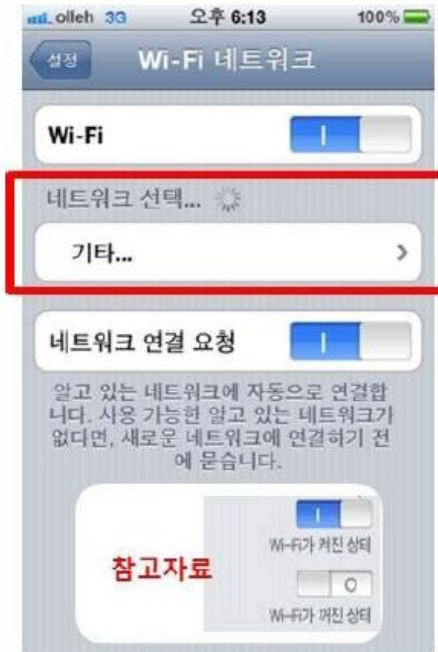 olleh 3G 오후 6:13 100%
설정 Wi-Fi 네트워크
Wi-Fi
네트워크 선택...
기타...
네트워크 연결 요청
알고 있는 네트워크에 자동으로 연결합
니다. 사용 가능한 알고 있는 네트워크가
없다면, 새로운 네트워크에 연결하기 전
에 묻습니다.
참고자료
Wi-Fi가 켜진 상태
Wi-Fi가 꺼진 상태